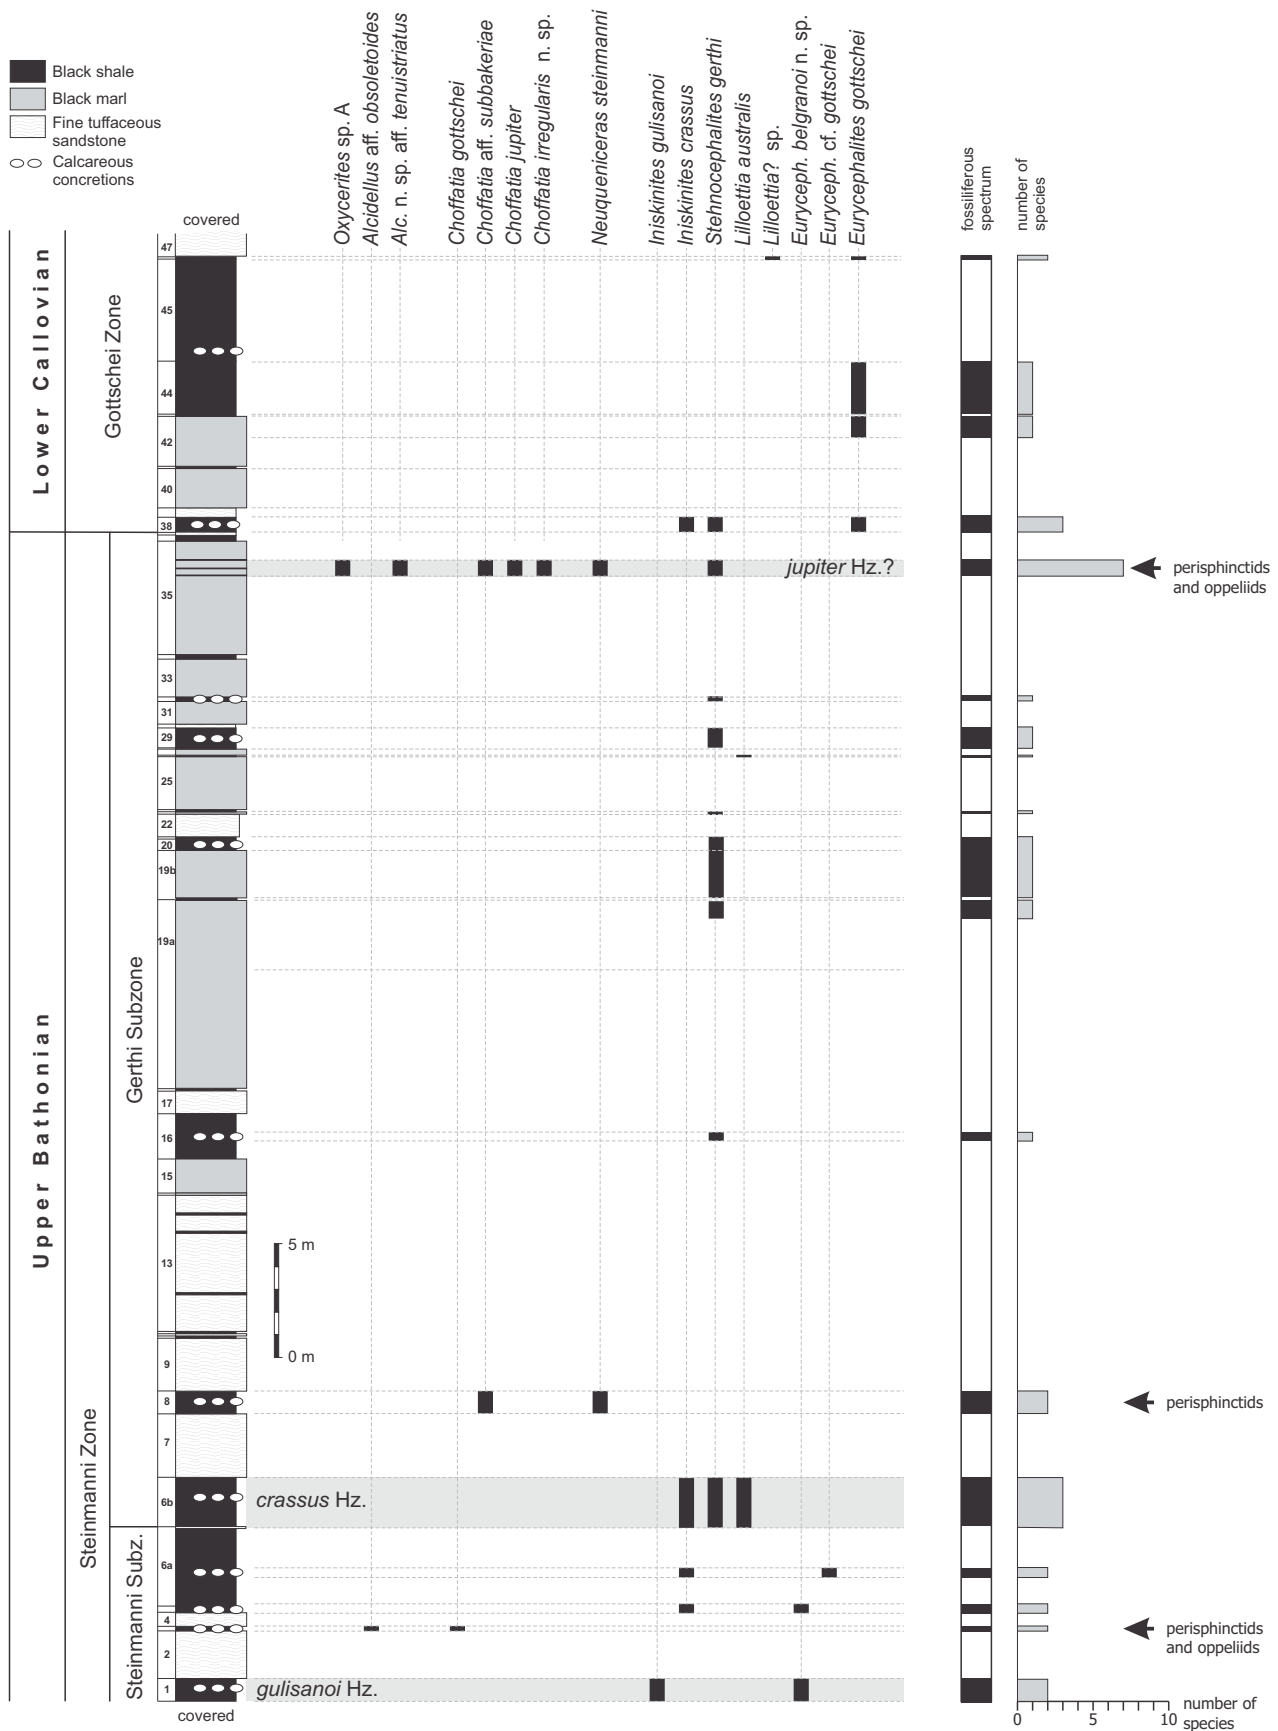 Black shale
Black marl
Fine tuffaceous
sandstone
Calcareous
concretions
Oxycerites sp. A
Alcidellus aff. obsoletoides
Alc. n. sp aff. tenuistriatus
Choffatia gottschei
Choffatia aff. subbakeriae
Choffatia jupiter
Choffatia irregularis n. sp.
Neuqueniceras steinmanni
Iniskinites gulisanoi
Iniskinites crassus
Stehnocephalites gerthi
Lilloettia australis
Lilloettia? sp.
Euryceph. belgranoi n. sp.
Euryceph. cf. gottschei
Eurycephalites gottschei
fossiliferous
spectrum
number of
species
covered
Lower Callovian
Gottschei Zone
47
45
44
42
40
38
Upper Bathonian
Steinmanni Zone
Gerthi Subzone
35
33
31
29
25
22
20
19b
19a
17
16
15
13
9
8
7
6b
Steinmanni Subz.
6a
4
2
1
jupiter Hz.?
perisphinctids
and oppeliids
5 m
0 m
perisphinctids
crassus Hz.
perisphinctids
and oppeliids
gulisanoi Hz.
covered
0
5
10
number of
species